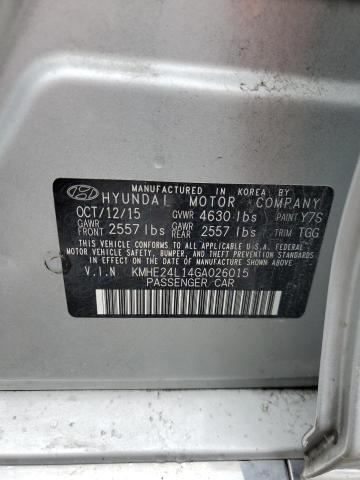 MANUFACTURED IN KOREA BY
HYUNDAI MOTOR COMPANY
OCT/12/15 GVWR 4630 lbs PAINT Y7S
GAWR FRONT 2557 lbs GAWR REAR 2557 lbs TRIM TGG
THIS VEHICLE CONFORMS TO ALL APPLICABLE U.S.A. FEDERAL
MOTOR VEHICLE SAFETY, BUMPER, AND THEFT PREVENTION
STANDARDS IN EFFECT ON THE DATE OF MANUFACTURE SHOWN ABOVE.
V.I.N KMHE24L14GA026015
PASSENGER CAR